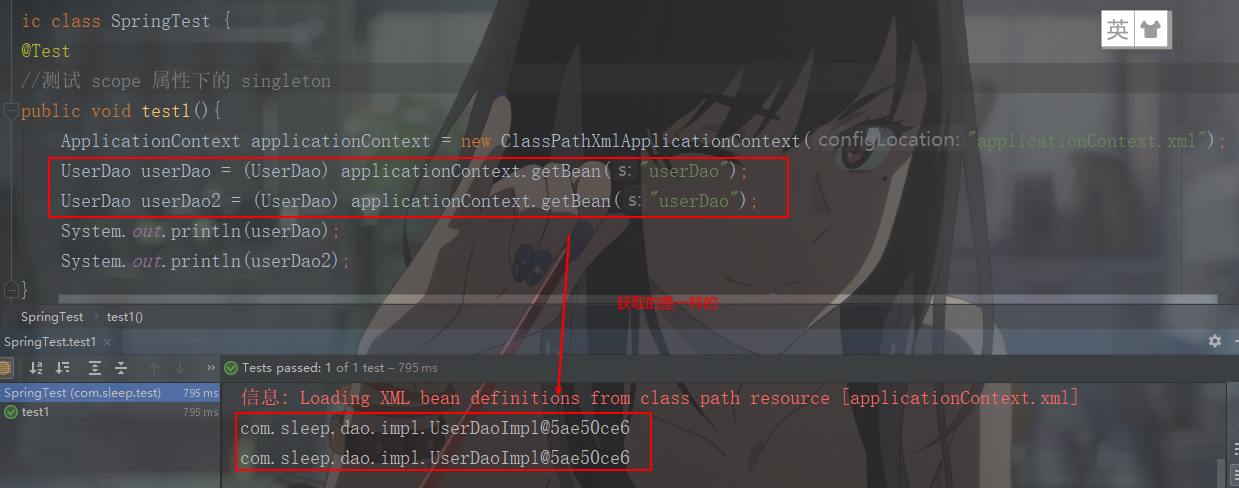 ic class SpringTest {
英
@Test
//测试 scope 属性下的 singleton
public void test1(){
ApplicationContext applicationContext = new ClassPathXmlApplicationContext( configLocation: "applicationContext.xml");
UserDao userDao = (UserDao) applicationContext.getBean( s: "userDao");
UserDao userDao2 = (UserDao) applicationContext.getBean( s: "userDao");
System.out.println(userDao);
System.out.println(userDao2);
}
获取的是一样的
SpringTest › test1()
SpringTest.test1 ×
›› Tests passed: 1 of 1 test – 795 ms
SpringTest (com.sleep.test) 795 ms
信息: Loading XML bean definitions from class path resource [applicationContext.xml]
test1 795 ms
com.sleep.dao.impl.UserDaoImpl@5ae50ce6
com.sleep.dao.impl.UserDaoImpl@5ae50ce6